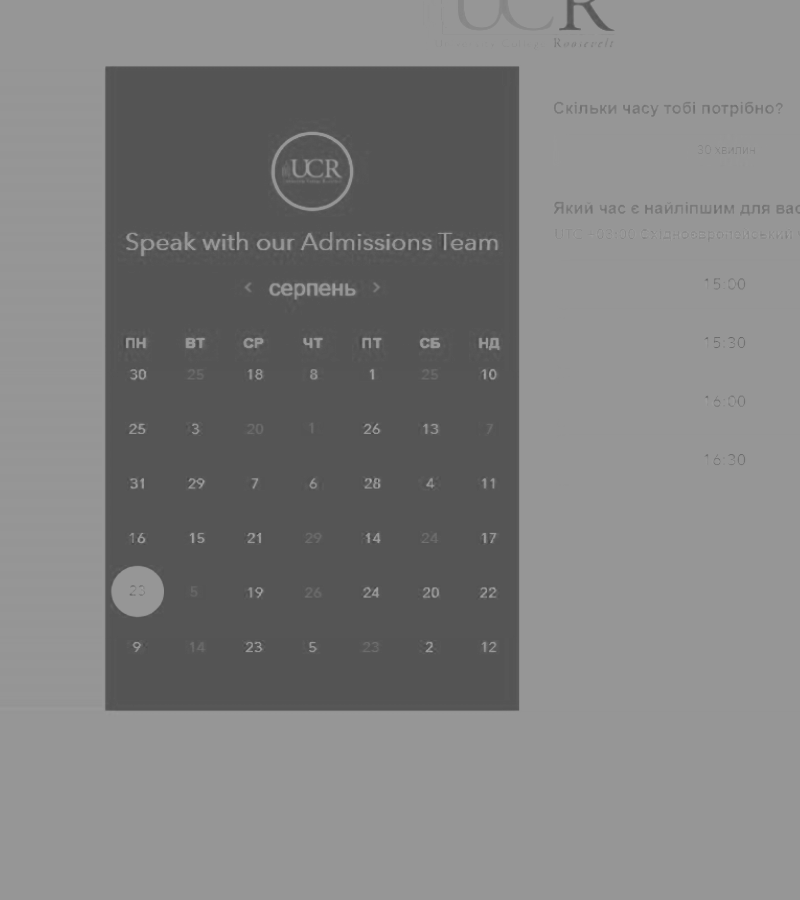 UCR
Roosevelt
UCR
Speak with our Admissions Team
< серпень >
ПН ВТ СР ЧТ ПТ СБ НД
30 25 18 8 1 25 10
25 3 20 1 26 13 7
31 29 7 6 28 4 11
16 15 21 29 14 24 17
23 5 19 26 24 20 22
9 14 23 5 23 2 12
Скільки часу тобі потрібно?
30 хвилин
Який час є найліпшим для вас
15:00
15:30
16:00
16:30